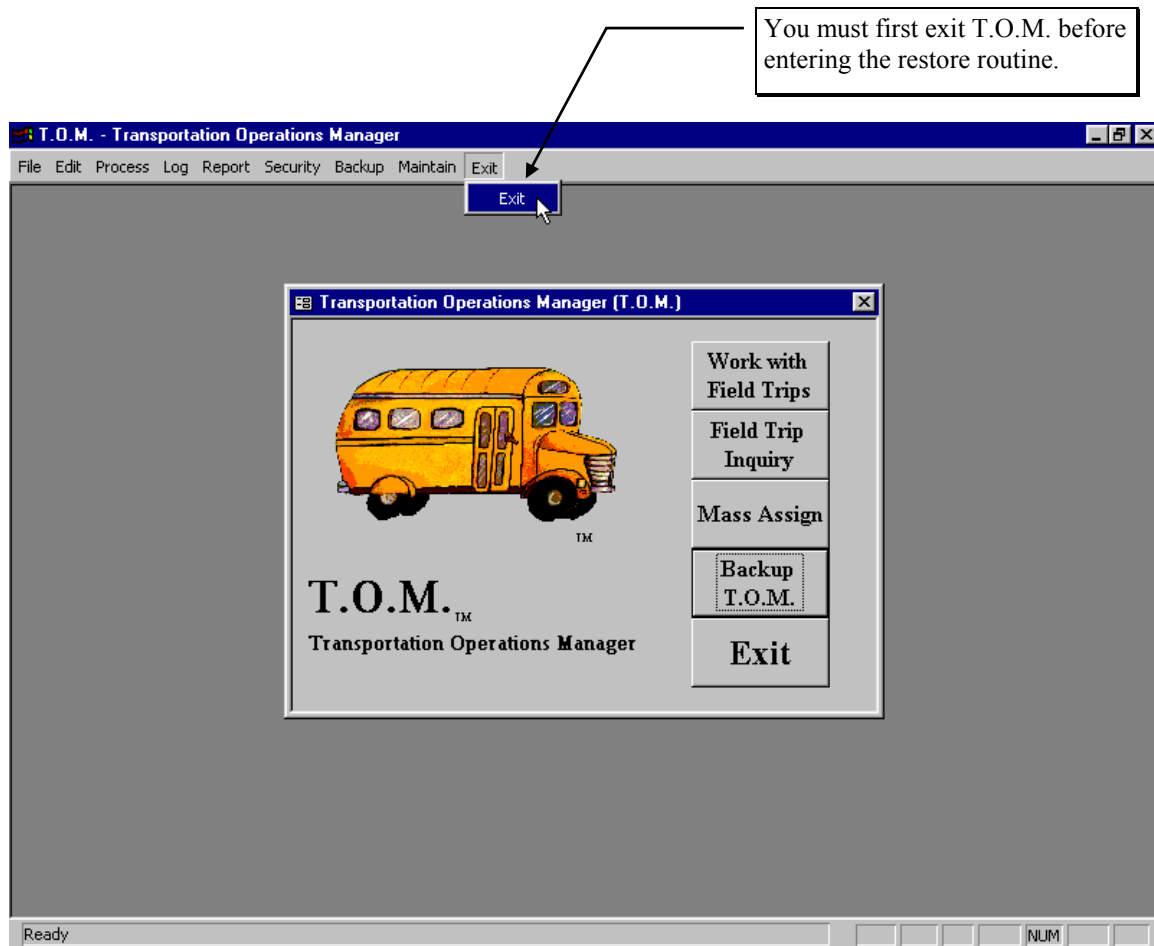 You must first exit T.O.M. before
entering the restore routine.
T.O.M. - Transportation Operations Manager
File Edit Process Log Report Security Backup Maintain Exit
Exit
Transportation Operations Manager (T.O.M.)
Work with
Field Trips
Field Trip
Inquiry
Mass Assign
Backup
T.O.M.
Exit
TM
T.O.M. TM
Transportation Operations Manager
Ready
NUM